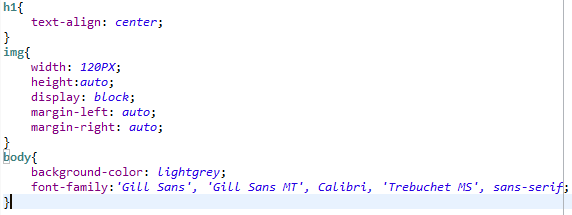 h1{
    text-align: center;
}
img{
    width: 120PX;
    height:auto;
    display: block;
    margin-left: auto;
    margin-right: auto;
}
body{
    background-color: lightgrey;
    font-family:'Gill Sans', 'Gill Sans MT', Calibri, 'Trebuchet MS', sans-serif;
}